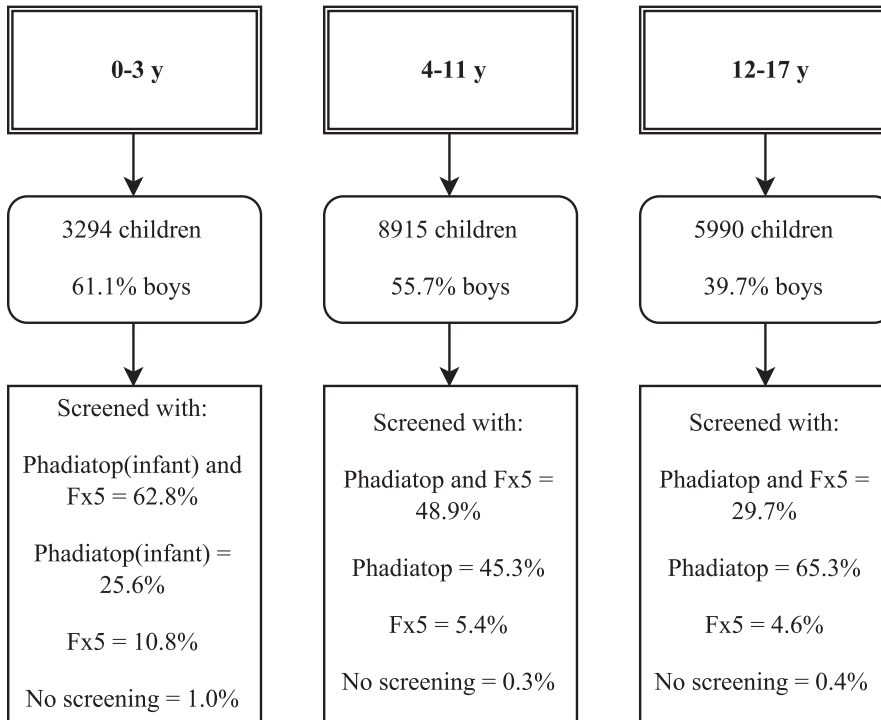 0-3 y
3294 children
61.1% boys
Screened with:
Phadiatop(infant) and
Fx5 = 62.8%
Phadiatop(infant) =
25.6%
Fx5 = 10.8%
No screening = 1.0%
4-11 y
8915 children
55.7% boys
Screened with:
Phadiatop and Fx5 =
48.9%
Phadiatop = 45.3%
Fx5 = 5.4%
No screening = 0.3%
12-17 y
5990 children
39.7% boys
Screened with:
Phadiatop and Fx5 =
29.7%
Phadiatop = 65.3%
Fx5 = 4.6%
No screening = 0.4%